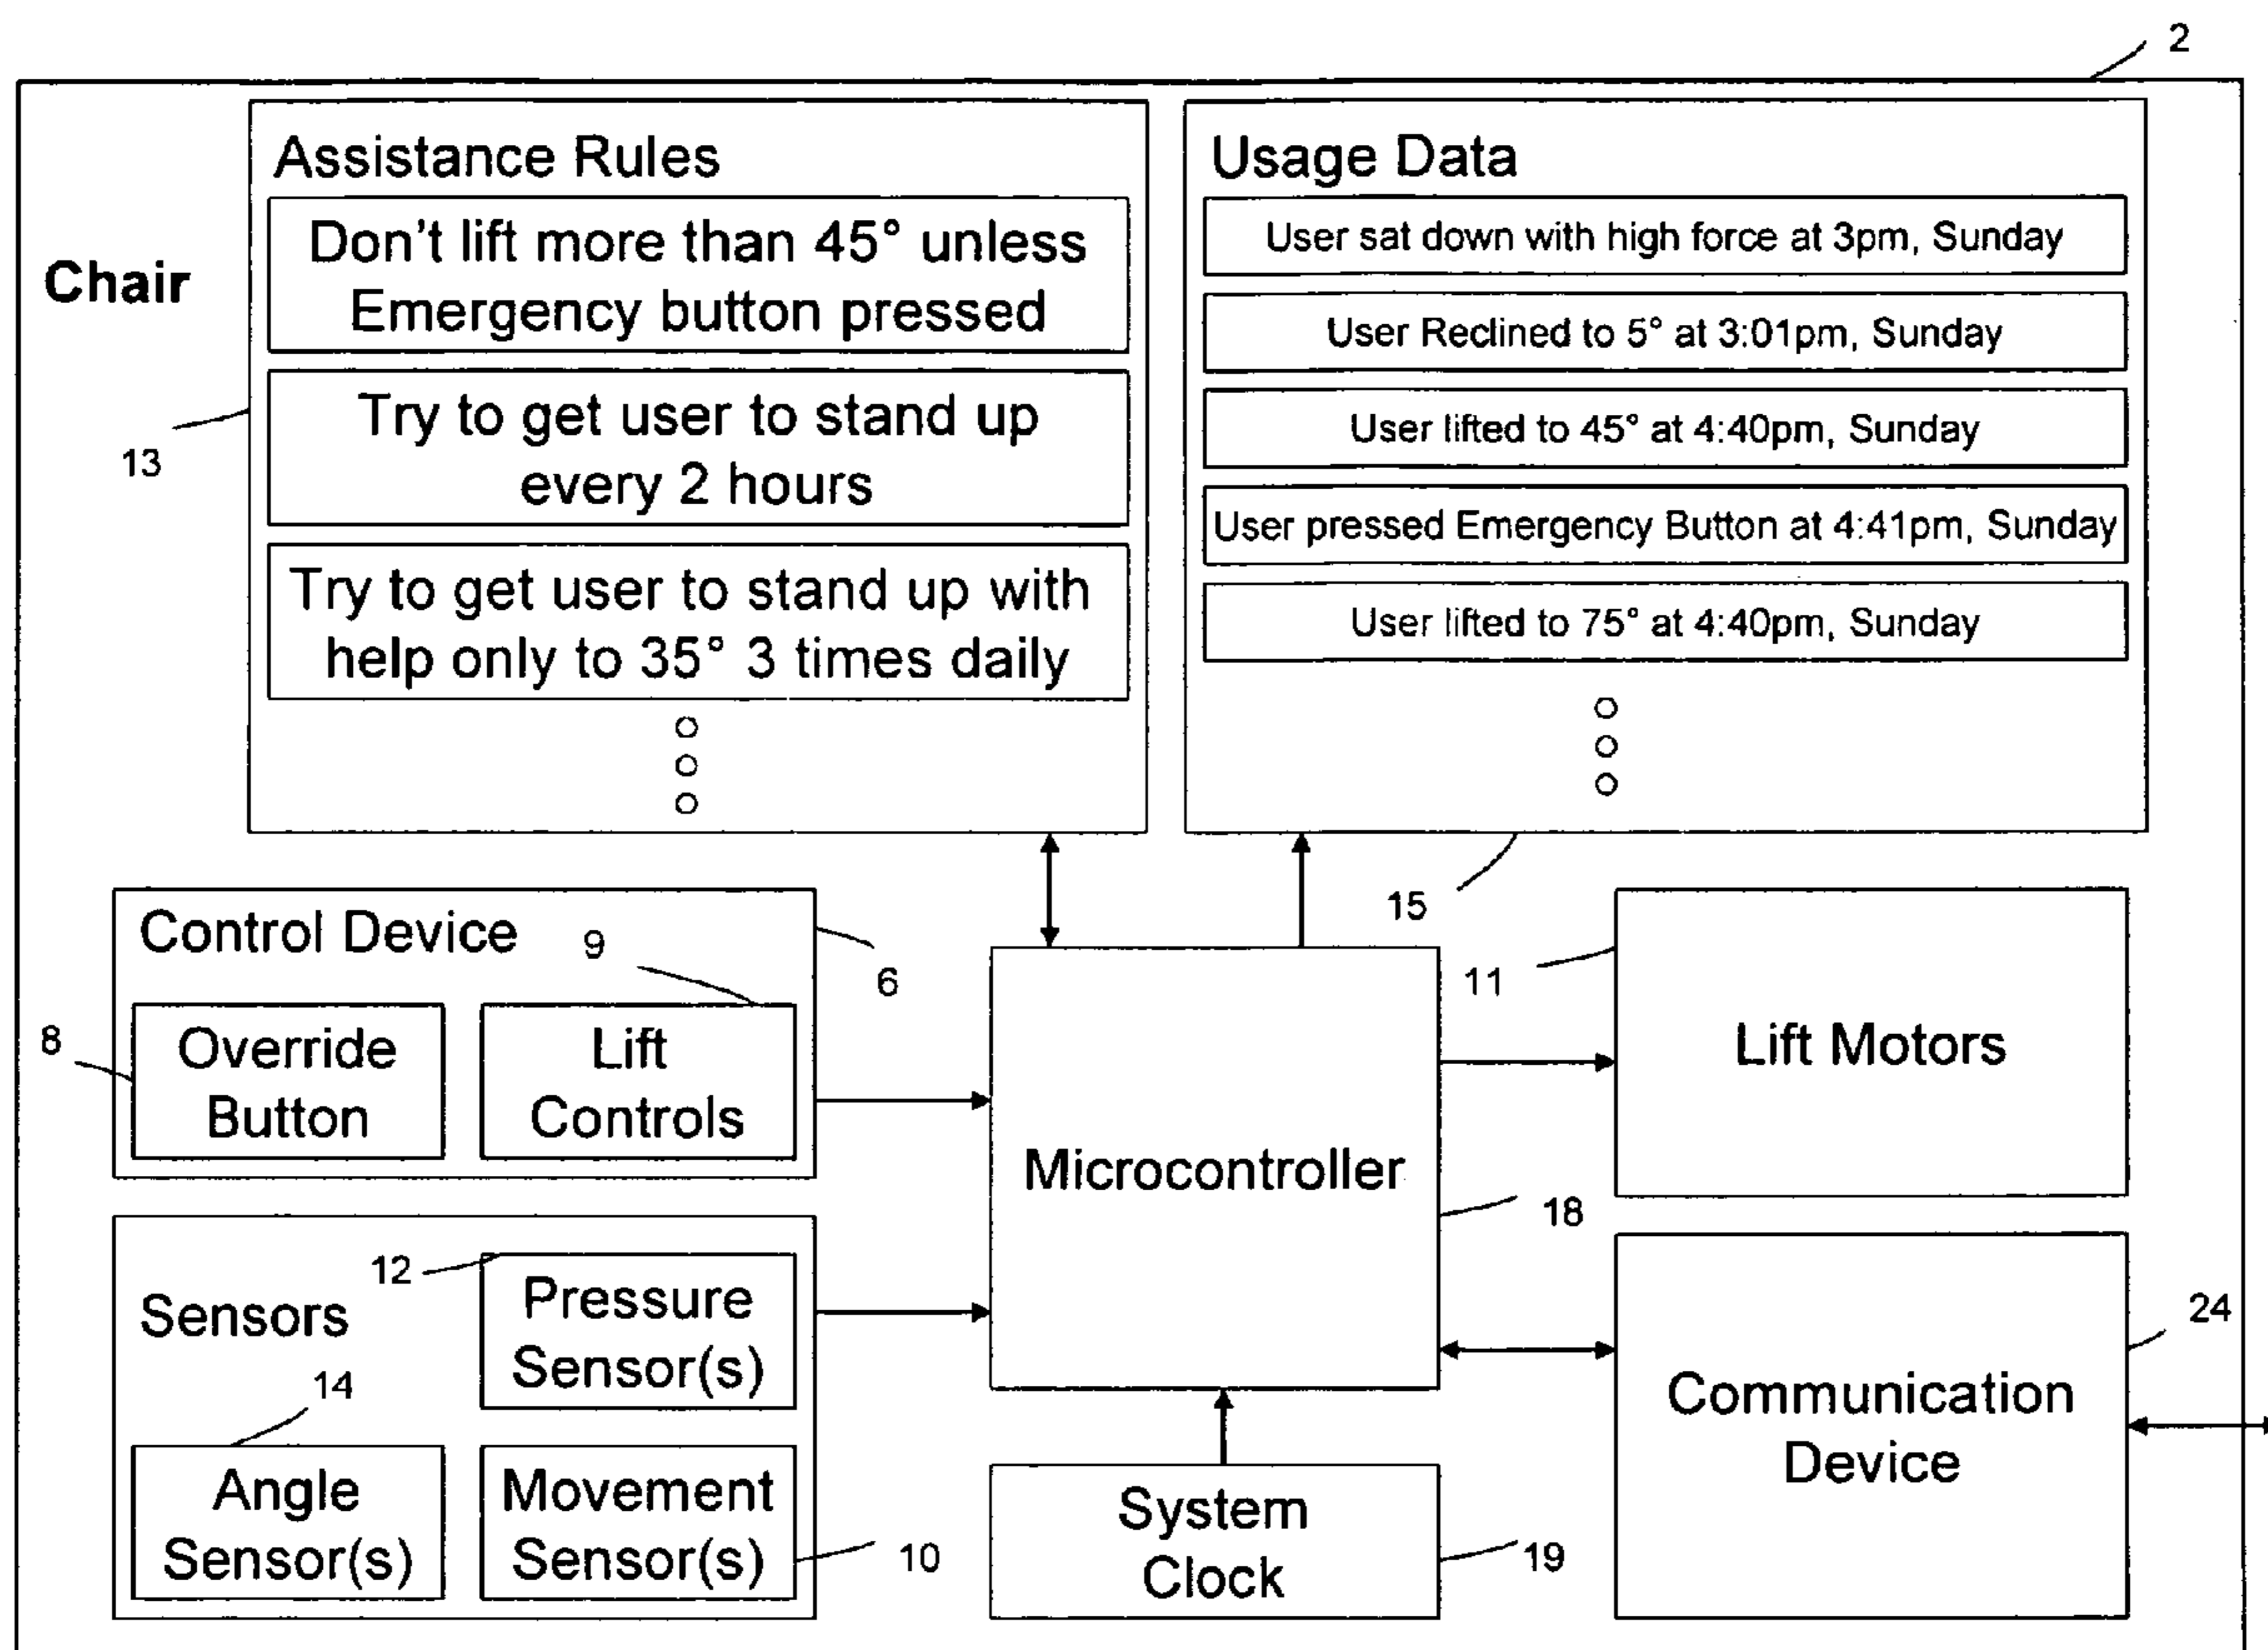 2
Chair
Assistance Rules
Don't lift more than 45° unless
Emergency button pressed
Try to get user to stand up
every 2 hours
Try to get user to stand up with
help only to 35° 3 times daily
13
Usage Data
User sat down with high force at 3pm, Sunday
User Reclined to 5° at 3:01pm, Sunday
User lifted to 45° at 4:40pm, Sunday
User pressed Emergency Button at 4:41pm, Sunday
User lifted to 75° at 4:40pm, Sunday
15
Control Device
9
6
8
Override
Button
Lift
Controls
Microcontroller
18
11
Lift Motors
Sensors
12
Pressure
Sensor(s)
14
Angle
Sensor(s)
Movement
Sensor(s)
10
System
Clock
19
24
Communication
Device